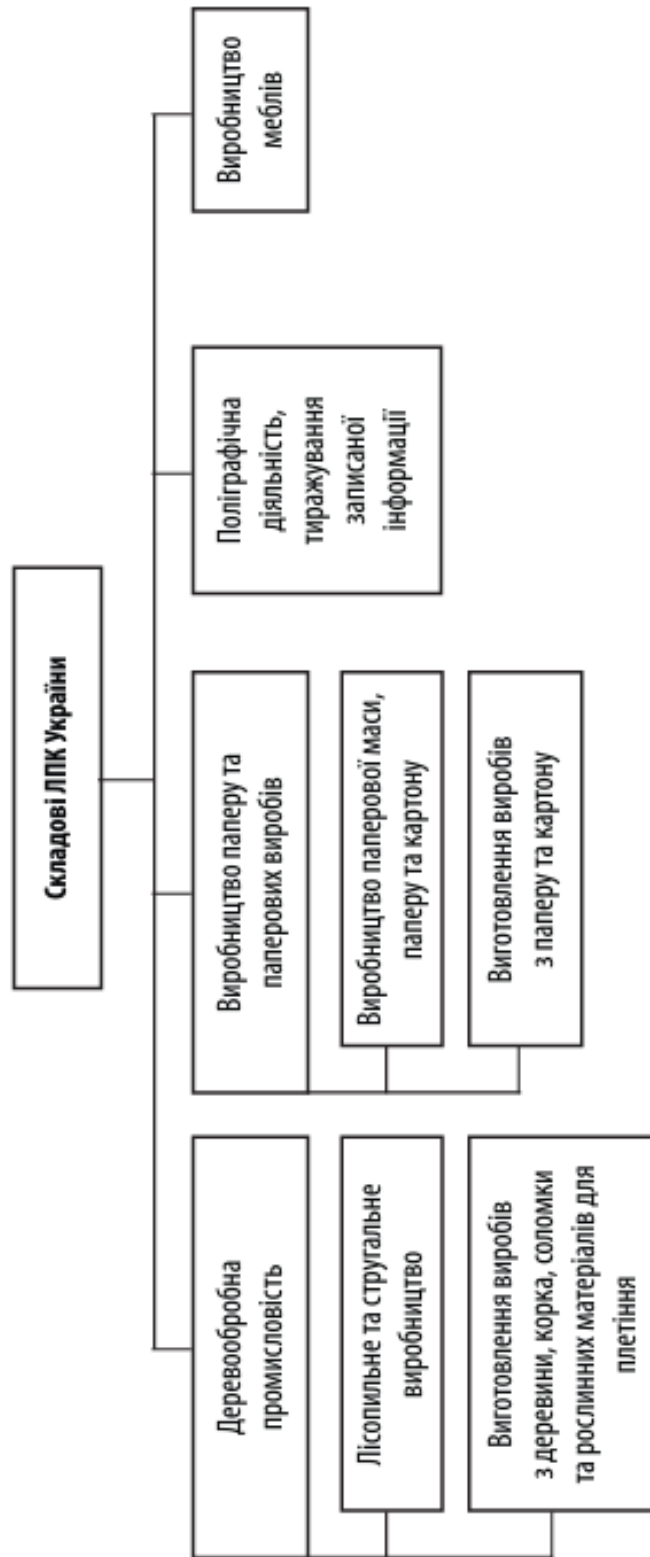 Складові ЛПК України
Деревообробна
промисловість
Лісопильне та стругальне
виробництво
Виготовлення виробів
з деревини, корка, соломки
та рослинних матеріалів для
плетіння
Виробництво паперу та
паперових виробів
Виробництво паперової маси,
паперу та картону
Виготовлення виробів
з паперу та картону
Поліграфічна
діяльність,
тиражування
записаної
інформації
Виробництво
меблів